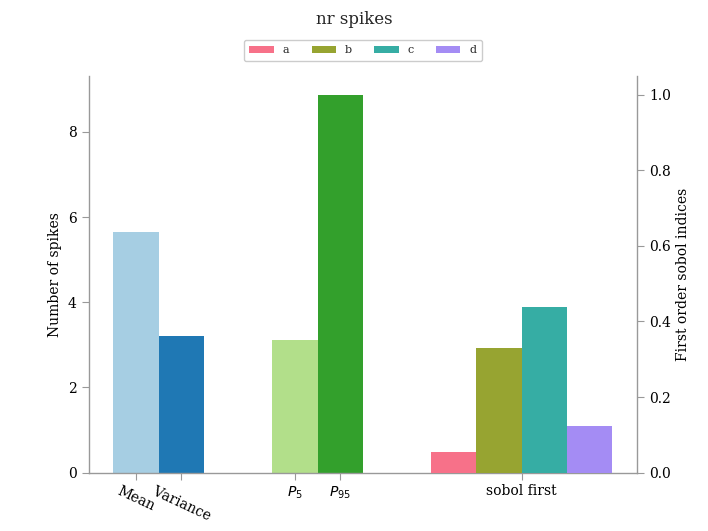 nr spikes
a b c d
Number of spikes
8
6
4
2
0
1.0
0.8
0.6
0.4
0.2
0.0
First order sobol indices
Mean
Variance
P5
P95
sobol first